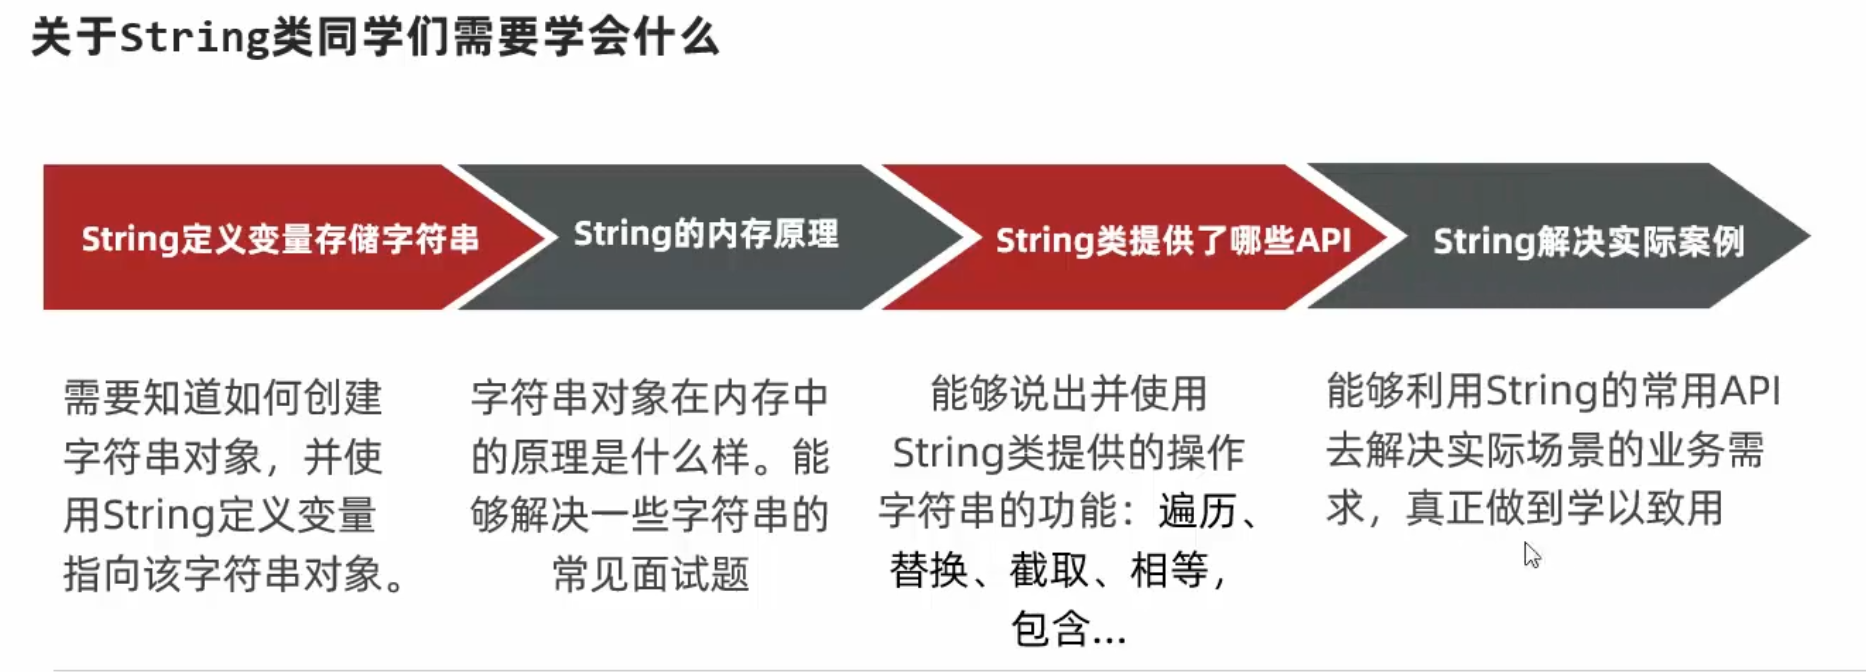 关于String类同学们需要学会什么
String定义变量存储字符串
String的内存原理
String类提供了哪些API
String解决实际案例
需要知道如何创建
字符串对象，并使
用String定义变量
指向该字符串对象。
字符串对象在内存中
的原理是什么样。能
够解决一些字符串的
常见面试题
能够说出并使用
String类提供的操作
字符串的功能：遍历、
替换、截取、相等，
包含...
能够利用String的常用API
去解决实际场景的业务需
求，真正做到学以致用